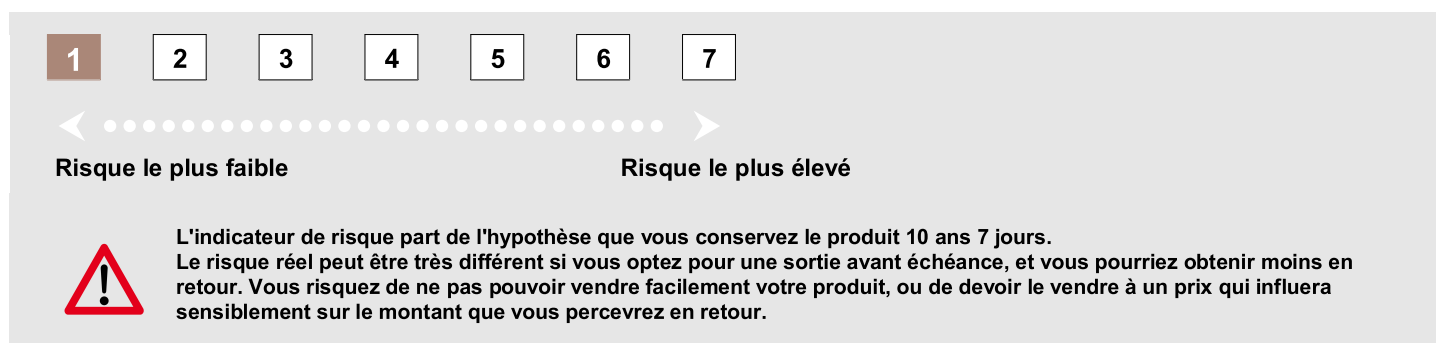 1 2 3 4 5 6 7
Risque le plus faible Risque le plus élevé
L'indicateur de risque part de l'hypothèse que vous conservez le produit 10 ans 7 jours.
Le risque réel peut être très différent si vous optez pour une sortie avant échéance, et vous pourriez obtenir moins en
retour. Vous risquez de ne pas pouvoir vendre facilement votre produit, ou de devoir le vendre à un prix qui influera
sensiblement sur le montant que vous percevrez en retour.